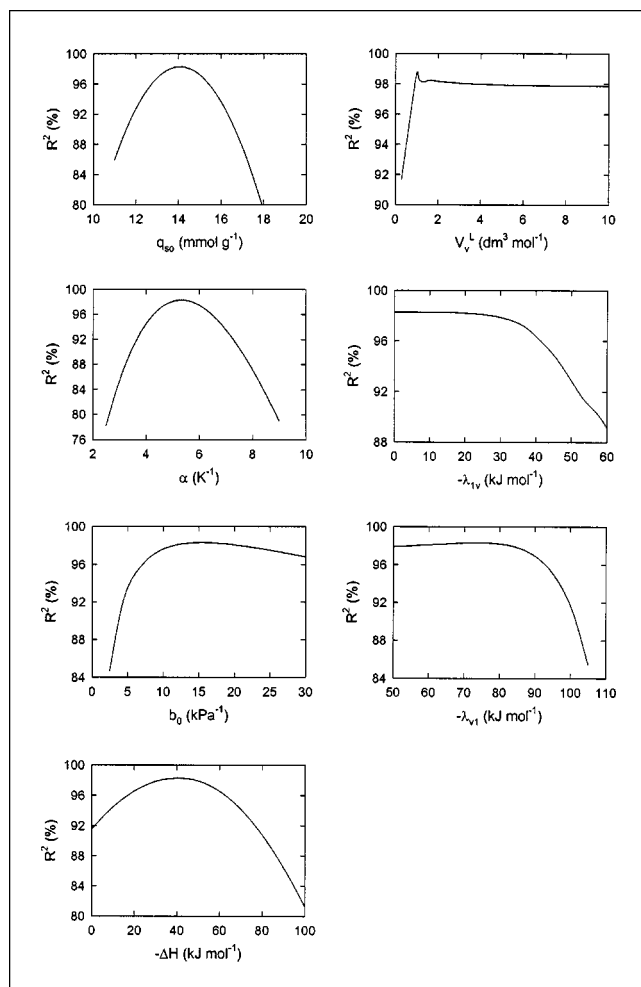 100
98
96
92
88
84
80
R² (%)
10 12 14 16 18 20
q_so (mmol g⁻¹)
100
98
96
94
92
90
R² (%)
0 2 4 6 8 10
V_v^L (dm³ mol⁻¹)
100
96
92
88
84
80
76
R² (%)
2 4 6 8 10
α (K⁻¹)
100
96
92
88
R² (%)
0 10 20 30 40 50 60
-λ₁ᵥ (kJ mol⁻¹)
100
96
92
88
84
R² (%)
0 5 10 15 20 25 30
b₀ (kPa⁻¹)
100
96
92
88
84
R² (%)
50 60 70 80 90 100 110
-λᵥ₁ (kJ mol⁻¹)
100
96
92
88
84
80
R² (%)
0 20 40 60 80 100
-ΔH (kJ mol⁻¹)